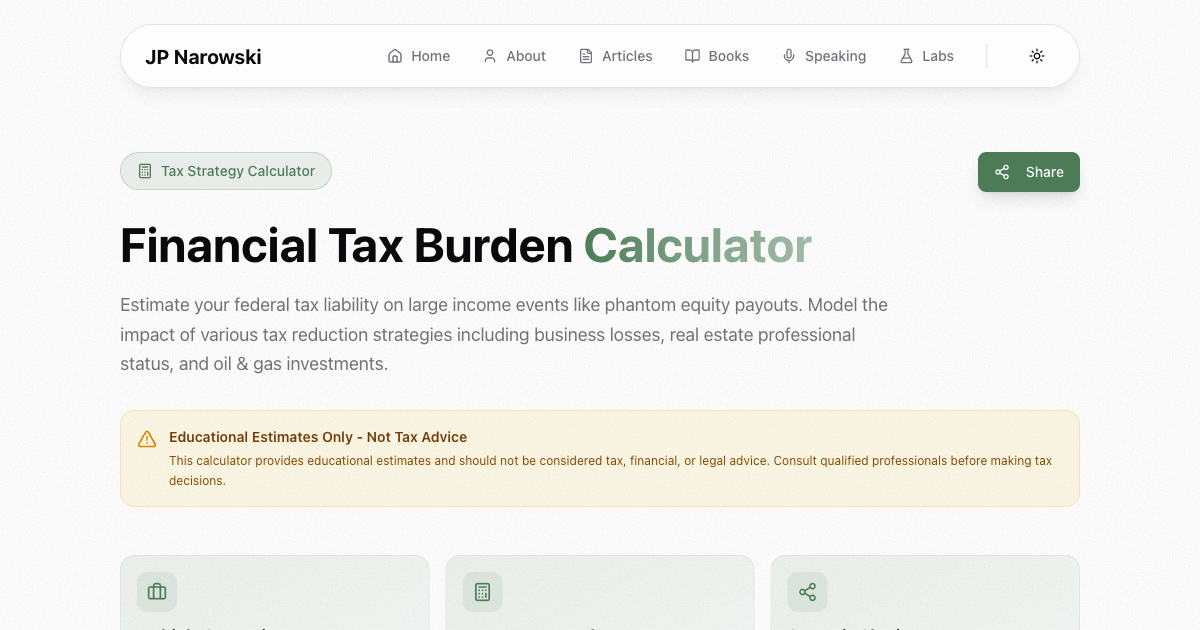 JP Narowski
Home
About
Articles
Books
Speaking
Labs
Tax Strategy Calculator
Share
Financial Tax Burden Calculator
Estimate your federal tax liability on large income events like phantom equity payouts. Model the
impact of various tax reduction strategies including business losses, real estate professional
status, and oil & gas investments.
Educational Estimates Only - Not Tax Advice
This calculator provides educational estimates and should not be considered tax, financial, or legal advice. Consult qualified professionals before making tax
decisions.